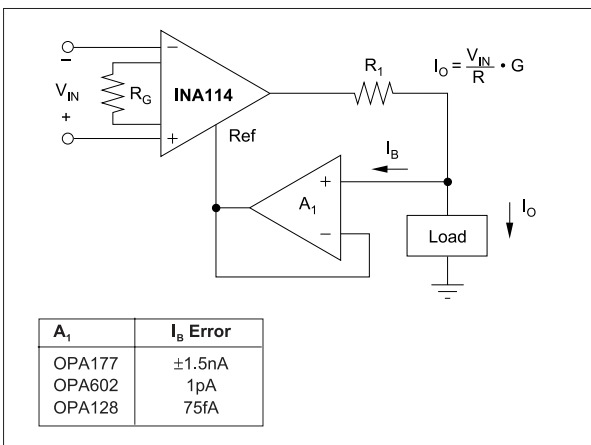 −
−
V_IN
R_G
INA114
+
+
Ref
R_1
I_O = V_IN / R • G
I_B
+
A_1
−
I_O
Load
A_1 I_B Error
OPA177 ±1.5nA
OPA602 1pA
OPA128 75fA